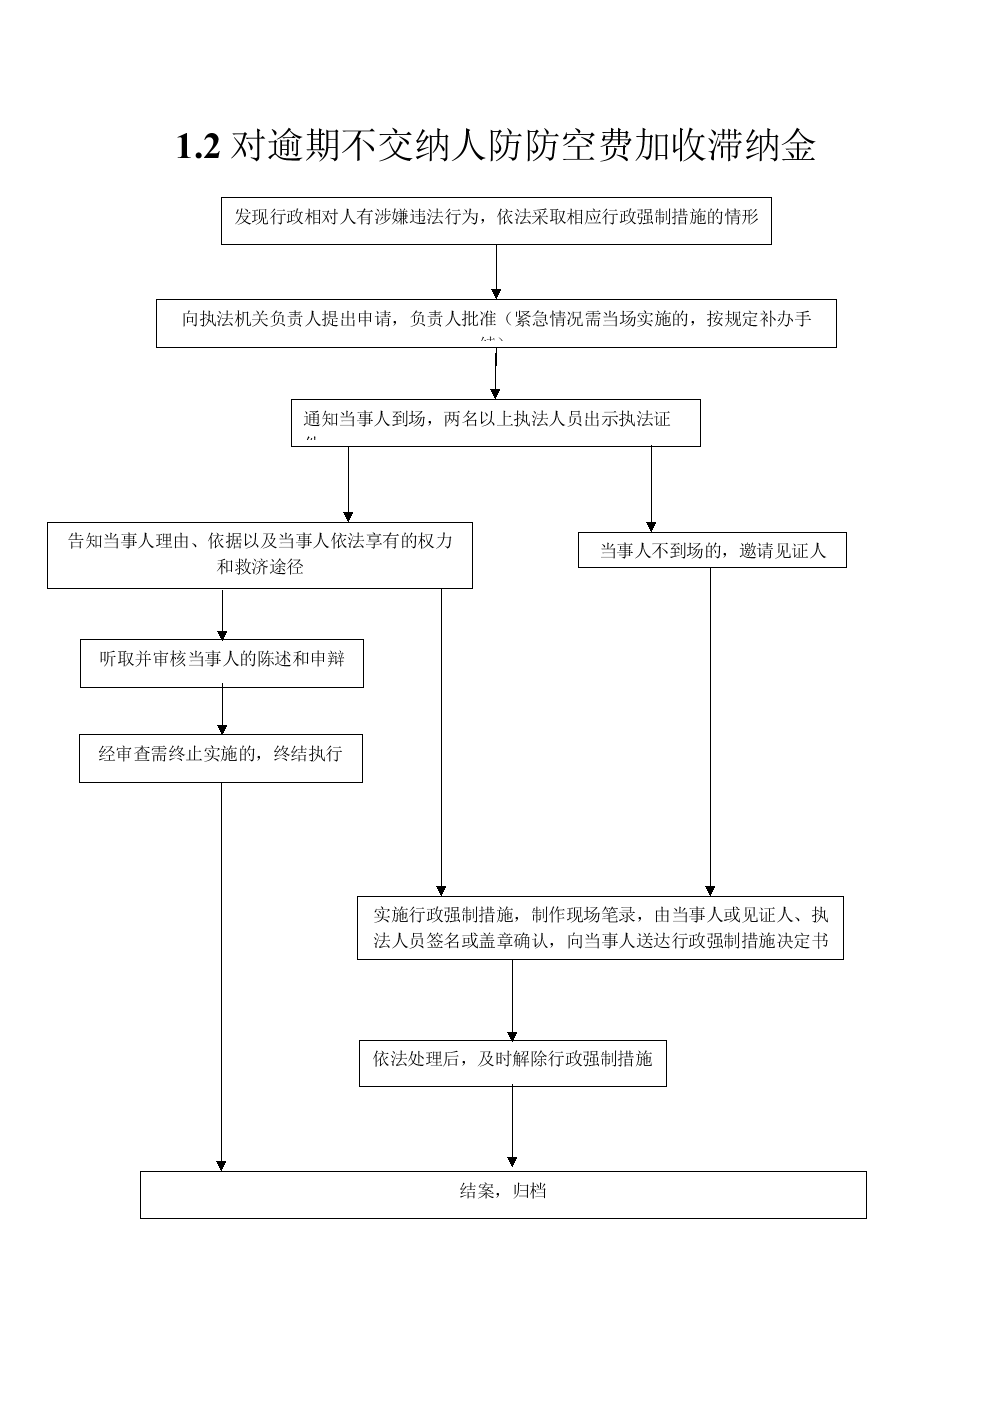 1.2 对逾期不交纳人防防空费加收滞纳金
发现行政相对人有涉嫌违法行为，依法采取相应行政强制措施的情形
向执法机关负责人提出申请，负责人批准（紧急情况需当场实施的，按规定补办手
通知当事人到场，两名以上执法人员出示执法证
告知当事人理由、依据以及当事人依法享有的权力
和救济途径
当事人不到场的，邀请见证人
听取并审核当事人的陈述和申辩
经审查需终止实施的，终结执行
实施行政强制措施，制作现场笔录，由当事人或见证人、执
法人员签名或盖章确认，向当事人送达行政强制措施决定书
依法处理后，及时解除行政强制措施
结案，归档